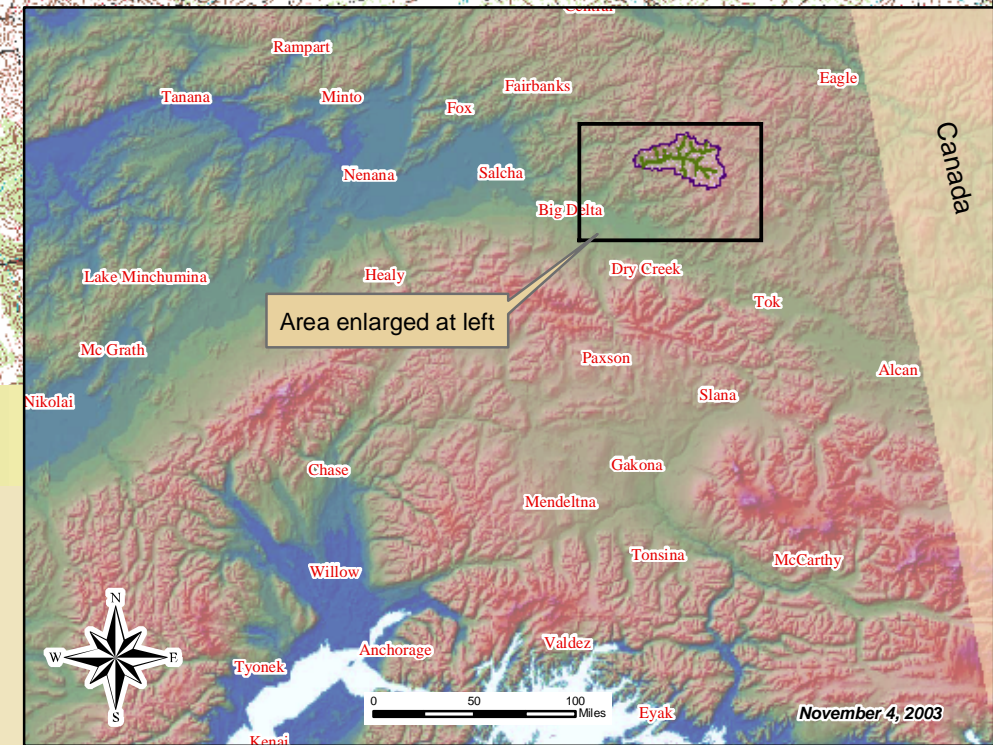 Central
Rampart
Eagle
Fairbanks
Tanana
Minto
Fox
Canada
Nenana
Salcha
Big Delta
Lake Minchumina
Healy
Dry Creek
Tok
Area enlarged at left
Mc Grath
Paxson
Alcan
Nikolai
Slana
Chase
Gakona
Mendeltna
Tonsina
McCarthy
Willow
N
W
E
S
Anchorage
Valdez
Tyonek
0 50 100
Miles
Eyak
November 4, 2003
Kenai